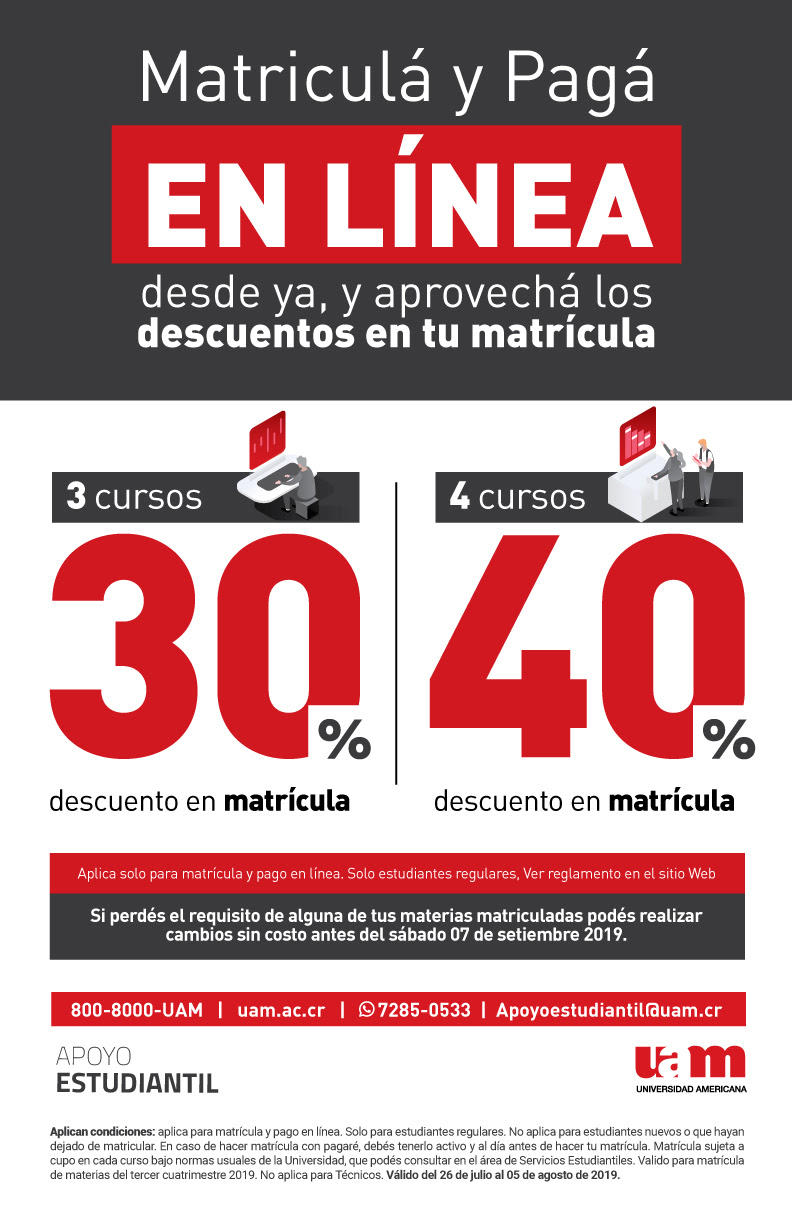 Matriculá y Pagá
EN LÍNEA
desde ya, y aprovechá los
descuentos en tu matrícula
3 cursos
30%
descuento en matrícula
4 cursos
40%
descuento en matrícula
Aplica solo para matrícula y pago en línea. Solo estudiantes regulares, Ver reglamento en el sitio Web
Si perdés el requisito de alguna de tus materias matriculadas podés realizar
cambios sin costo antes del sábado 07 de setiembre 2019.
800-8000-UAM | uam.ac.cr | 7285-0533 | Apoyoestudiantil@uam.cr
APOYO
ESTUDIANTIL
uam
UNIVERSIDAD AMERICANA
Aplican condiciones: aplica para matrícula y pago en línea. Solo para estudiantes regulares. No aplica para estudiantes nuevos o que hayan
dejado de matricular. En caso de hacer matrícula con pagaré, debés tenerlo activo y al día antes de hacer tu matrícula. Matrícula sujeta a
cupo en cada curso bajo normas usuales de la Universidad, que podés consultar en el área de Servicios Estudiantiles. Valido para matrícula
de materias del tercer cuatrimestre 2019. No aplica para Técnicos. Válido del 26 de julio al 05 de agosto de 2019.